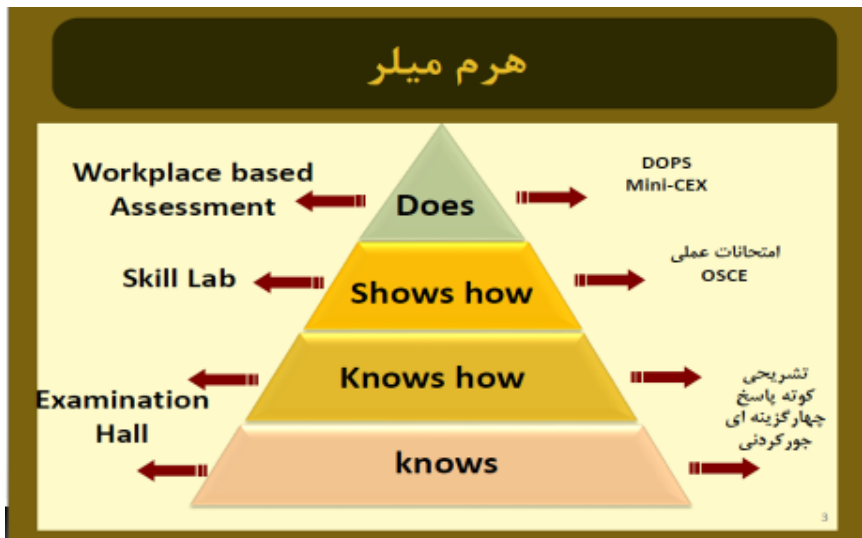 هرم میلر
Workplace based
Assessment
Does
DOPS
Mini-CEX
Skill Lab
Shows how
امتحانات عملی
OSCE
Examination
Hall
Knows how
knows
تشریحی
کوته پاسخ
چهارگزینه ای
جورکردنی
3